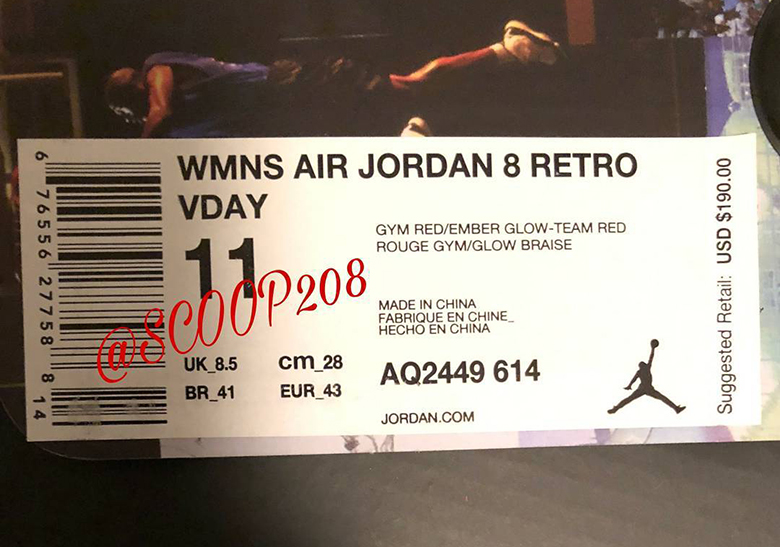 WMNS AIR JORDAN 8 RETRO
VDAY
11
GYM RED/EMBER GLOW-TEAM RED
ROUGE GYM/GLOW BRAISE
@SCOOP208
MADE IN CHINA
FABRIQUE EN CHINE_
HECHO EN CHINA
UK_8.5 cm_28
BR_41 EUR_43
AQ2449 614
JORDAN.COM
6 76556 27758 8 14
Suggested Retail: USD $190.00